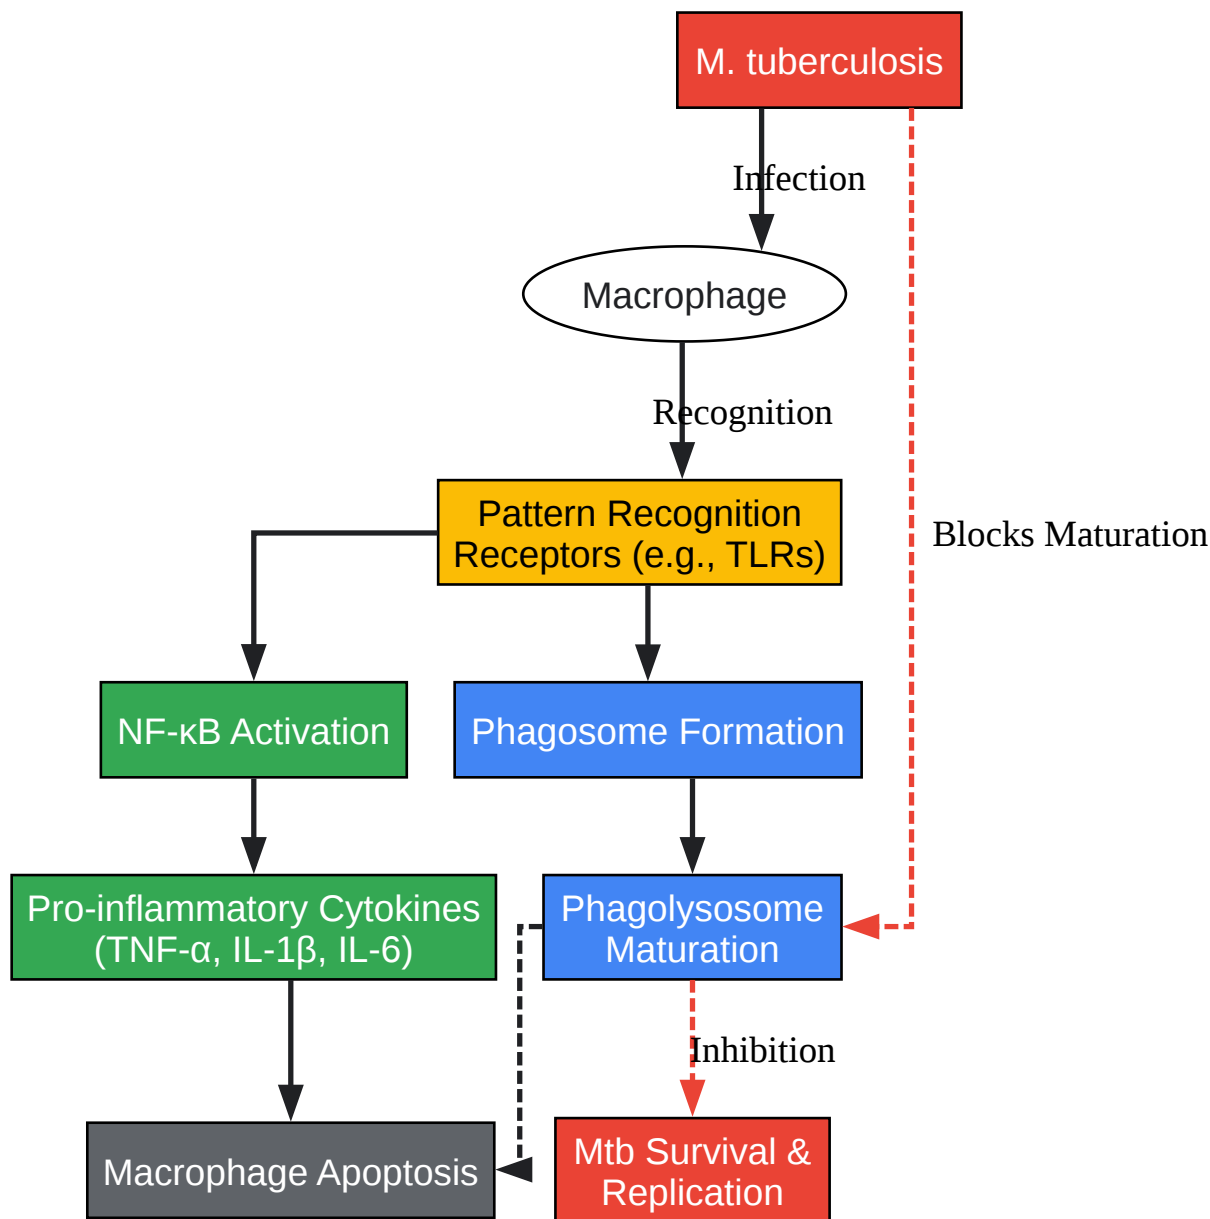 M. tuberculosis
Infection
Macrophage
Recognition
Pattern Recognition
Receptors (e.g., TLRs)
Blocks Maturation
NF-κB Activation
Phagosome Formation
Pro-inflammatory Cytokines
(TNF-α, IL-1β, IL-6)
Phagolysosome
Maturation
Inhibition
Macrophage Apoptosis
Mtb Survival &
Replication